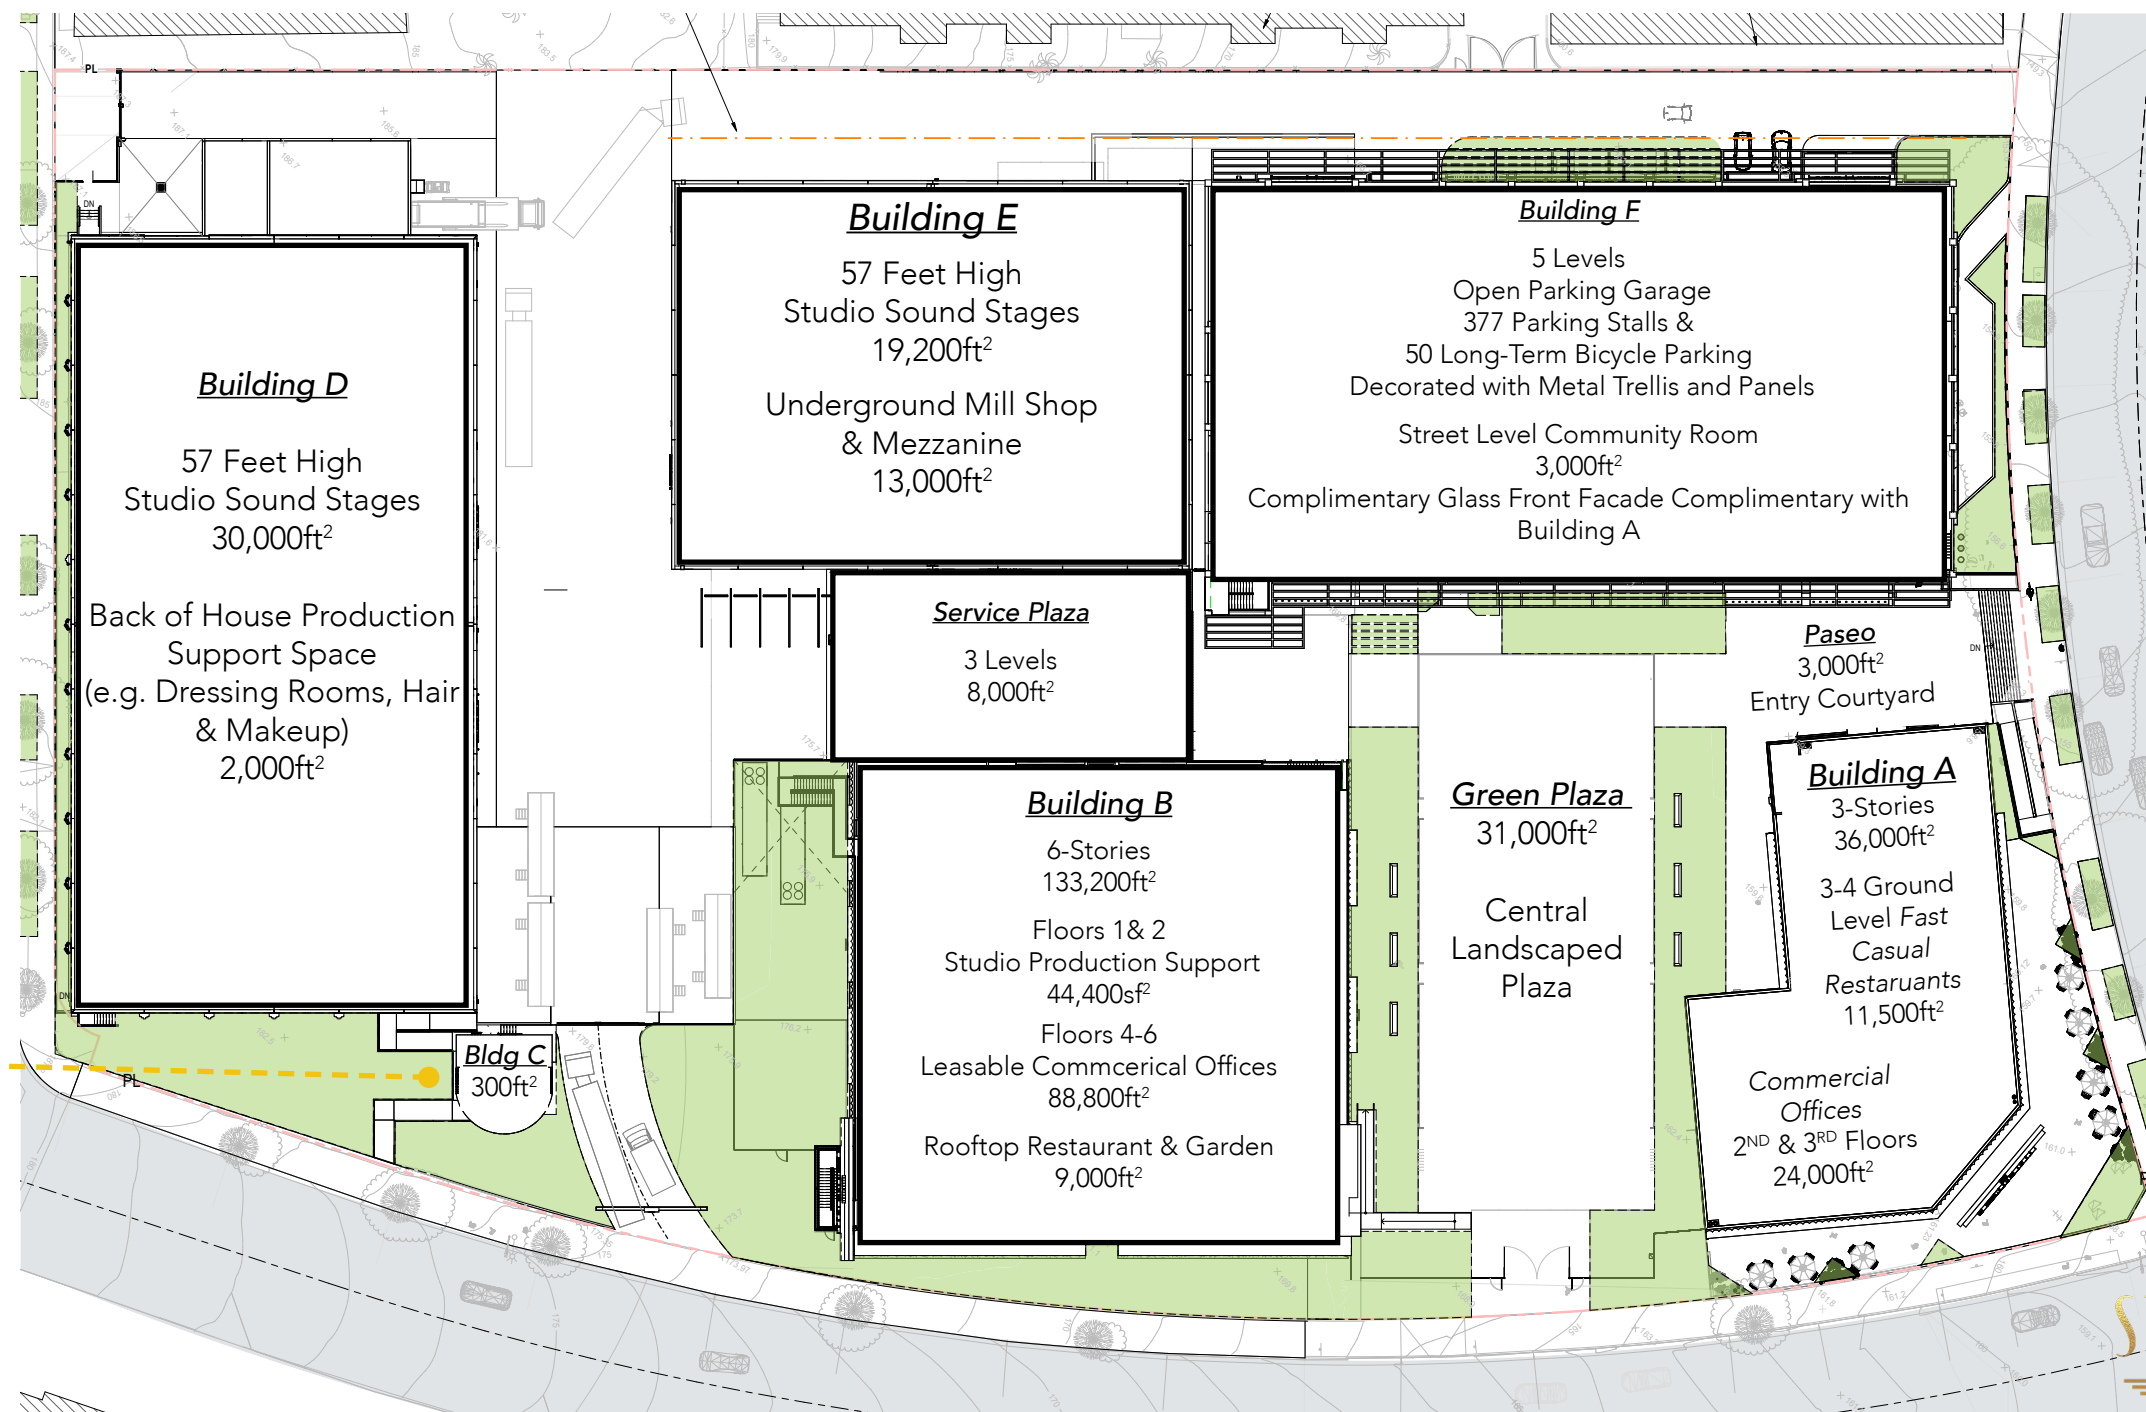 PL
DN
Building D
57 Feet High
Studio Sound Stages
30,000ft²
Back of House Production
Support Space
(e.g. Dressing Rooms, Hair
& Makeup)
2,000ft²
DN
Building E
57 Feet High
Studio Sound Stages
19,200ft²
Underground Mill Shop
& Mezzanine
13,000ft²
Building F
5 Levels
Open Parking Garage
377 Parking Stalls &
50 Long-Term Bicycle Parking
Decorated with Metal Trellis and Panels
Street Level Community Room
3,000ft²
Complimentary Glass Front Facade Complimentary with
Building A
Service Plaza
3 Levels
8,000ft²
Paseo
3,000ft²
Entry Courtyard
DN
Building B
6-Stories
133,200ft²
Floors 1& 2
Studio Production Support
44,400sf²
Floors 4-6
Leasable Commcerical Offices
88,800ft²
Rooftop Restaurant & Garden
9,000ft²
Green Plaza
31,000ft²
Central
Landscaped
Plaza
Building A
3-Stories
36,000ft²
3-4 Ground
Level Fast
Casual
Restaruants
11,500ft²
Commercial
Offices
2ND & 3RD Floors
24,000ft²
Bldg C
300ft²
PL